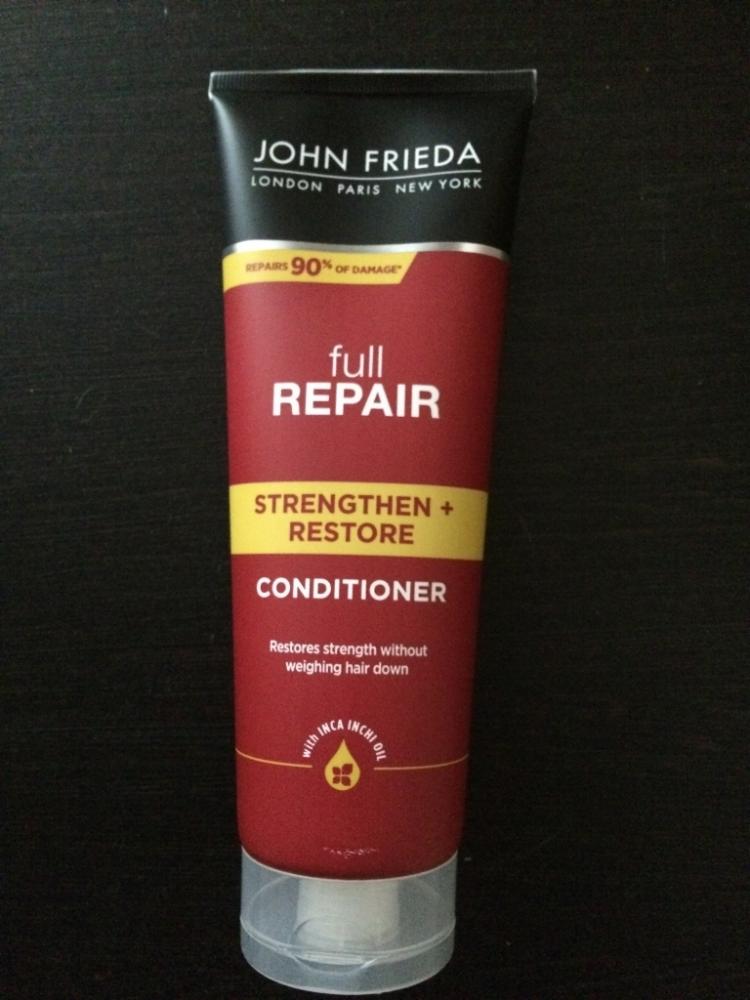 JOHN FRIEDA
LONDON PARIS NEW YORK
REPAIRS 90% OF DAMAGE*
full
REPAIR
STRENGTHEN +
RESTORE
CONDITIONER
Restores strength without
weighing hair down
with INCA INCHI OIL